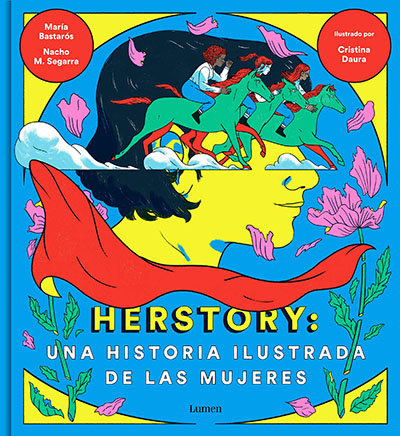 María
Bastarós
Nacho
M. Segarra
Ilustrado por
Cristina
Daura
HERSTORY:
UNA HISTORIA ILUSTRADA
DE LAS MUJERES
Lumen